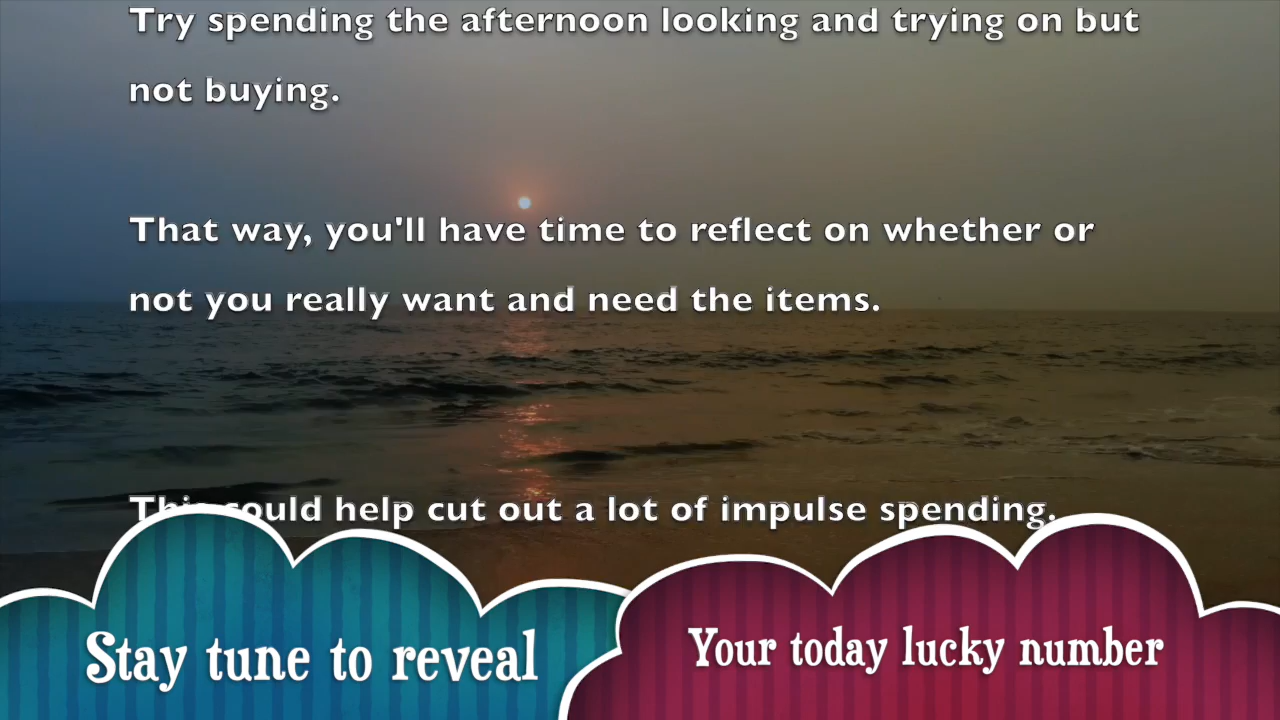 Try spending the afternoon looking and trying on but
not buying.
That way, you'll have time to reflect on whether or
not you really want and need the items.
This could help cut out a lot of impulse spending.
Stay tune to reveal
Your today lucky number